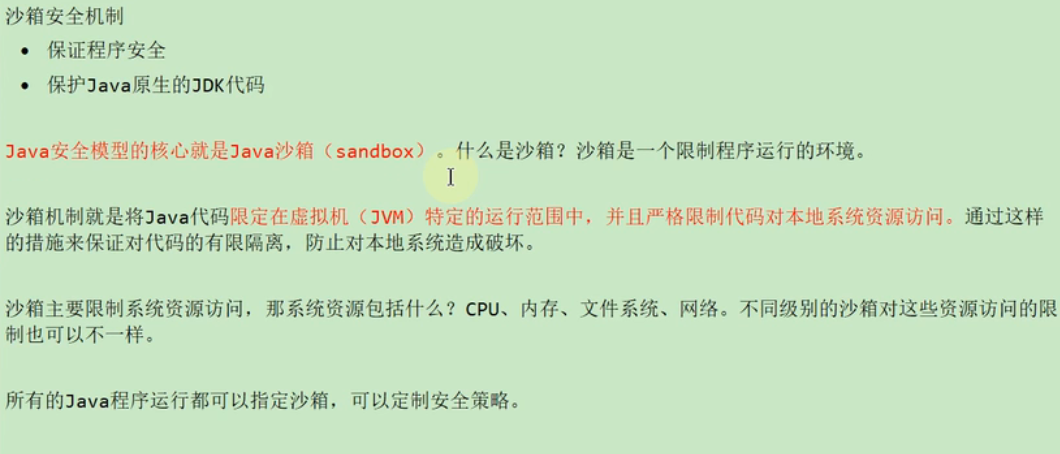 沙箱安全机制
• 保证程序安全
• 保护Java原生的JDK代码
Java安全模型的核心就是Java沙箱（sandbox）。什么是沙箱？沙箱是一个限制程序运行的环境。
沙箱机制就是将Java代码限定在虚拟机（JVM）特定的运行范围中，并且严格限制代码对本地系统资源访问。通过这样
的措施来保证对代码的有限隔离，防止对本地系统造成破坏。
沙箱主要限制系统资源访问，那系统资源包括什么？CPU、内存、文件系统、网络。不同级别的沙箱对这些资源访问的限
制也可以不一样。
所有的Java程序运行都可以指定沙箱，可以定制安全策略。